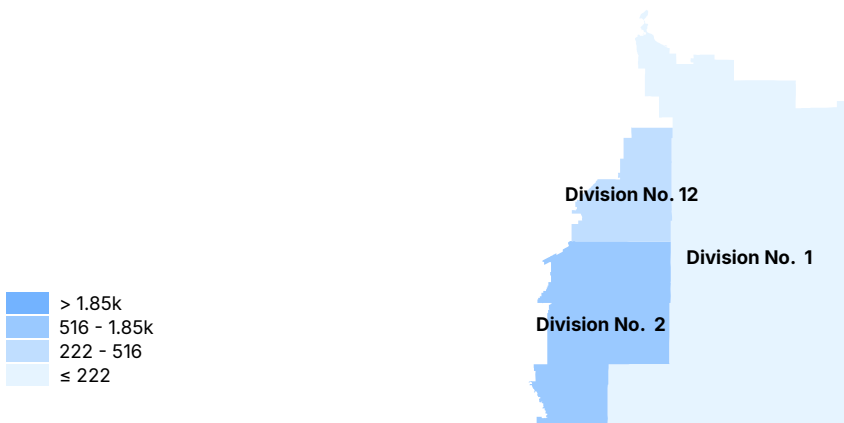 Division No. 12
Division No. 1
Division No. 2
> 1.85k
516 - 1.85k
222 - 516
≤ 222